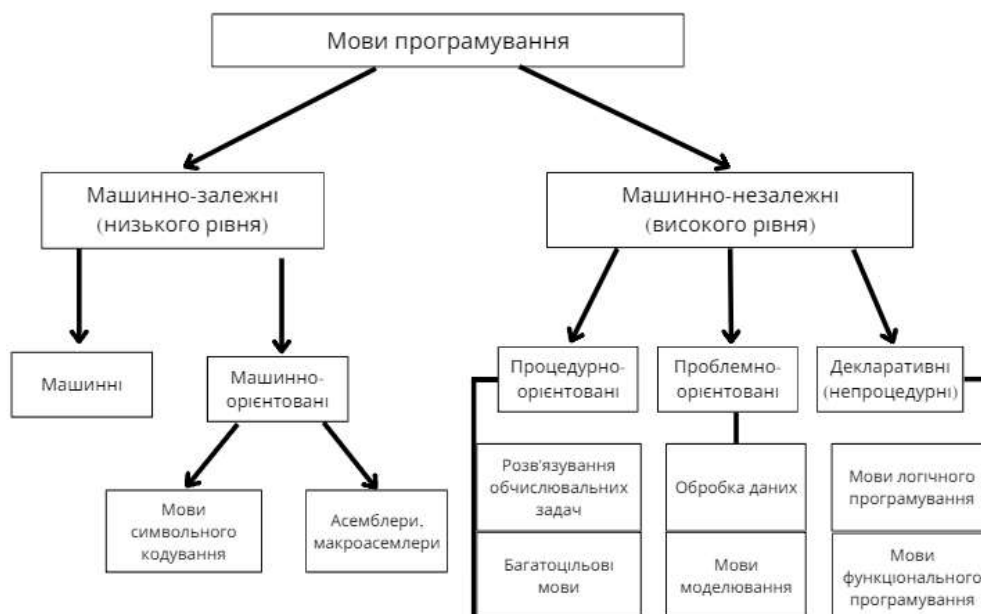 Мови програмування
Машинно-залежні
(низького рівня)
Машинно-незалежні
(високого рівня)
Машинні
Машинно-
орієнтовані
Процедурно-
орієнтовані
Проблемно-
орієнтовані
Декларативні
(непроцедурні)
Мови
символьного
кодування
Асемблери,
макроасемлери
Розв'язування
обчислювальних
задач
Обробка даних
Мови логічного
програмування
Багатоцільові
мови
Мови
моделювання
Мови
функціонального
програмування